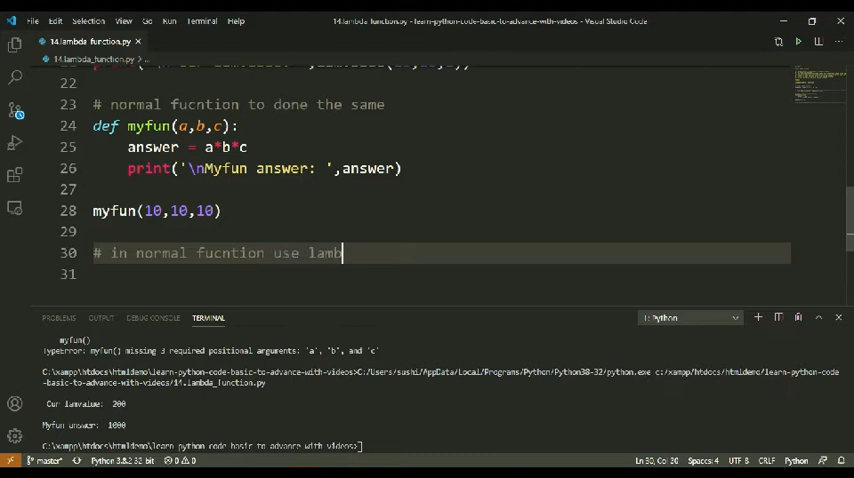 File Edit Selection View Go Run Terminal Help 14.lambda_function.py - learn-python-code-basic-to-advance-with-videos - Visual Studio Code
14.lambda_function.py
14.lambda_function.py > ...
22
23 # normal fucntion to done the same
24 def myfun(a,b,c):
25 answer = a*b*c
26 print('\nMyfun answer: ',answer)
27
28 myfun(10,10,10)
29
30 # in normal fucntion use lamb
31
PROBLEMS OUTPUT DEBUG CONSOLE TERMINAL 1: Python
myfun()
TypeError: myfun() missing 3 required positional arguments: 'a', 'b', and 'c'
C:\xampp\htdocs\htmldemo\learn-python-code-basic-to-advance-with-videos>C:/Users/sushi/AppData/Local/Programs/Python/Python38-32/python.exe c:/xampp/htdocs/htmldemo/learn-python-code
-basic-to-advance-with-videos/14.lambda_function.py
Our lamvalue: 200
Myfun answer: 1000
C:\xampp\htdocs\htmldemo\learn-python-code-basic-to-advance-with-videos>
master* Python 3.8.2 32-bit 0 0 Ln 30, Col 20 Spaces: 4 UTF-8 CRLF Python